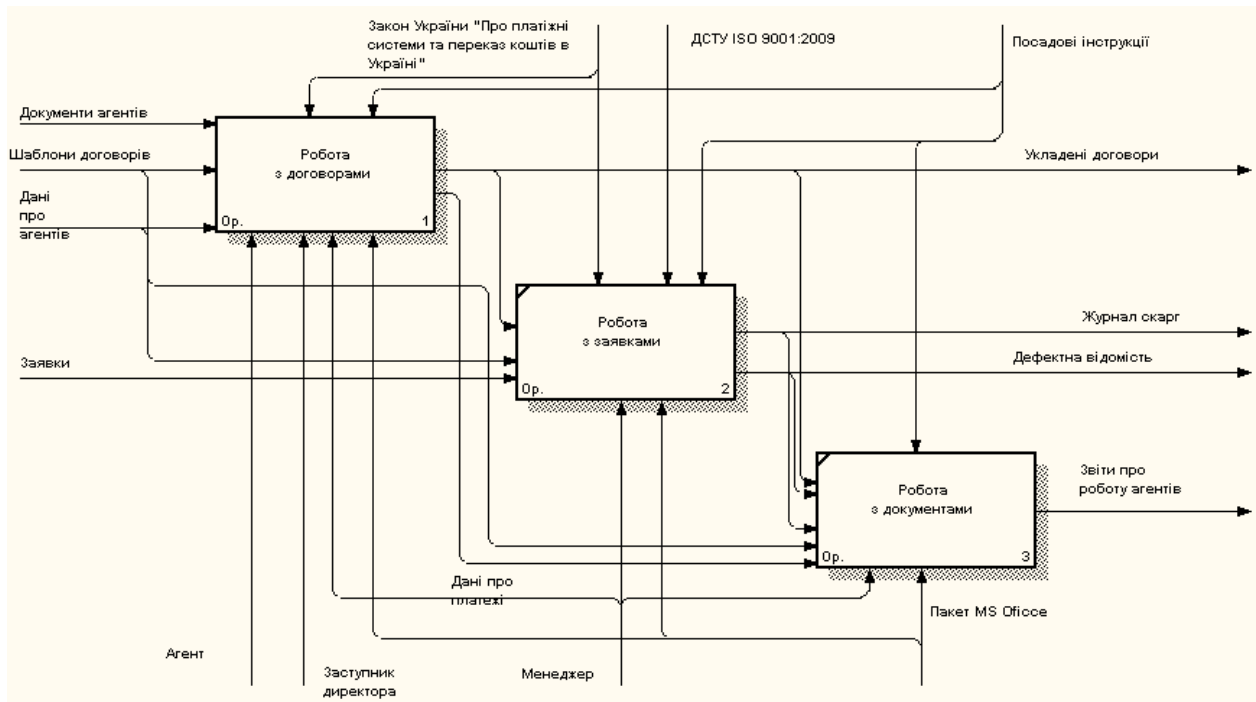 Закон України "Про платіжні
системи та переказ коштів в
Україні"
ДСТУ ISO 9001:2009
Посадові інструкції
Документи агентів
Шаблони договорів
Дані
про
агентів
Робота
з договорами
0р.
1
Укладені договори
Заявки
Робота
з заявками
0р.
2
Журнал скарг
Дефектна відомість
Робота
з документами
0р.
3
Звіти про
роботу агентів
Дані про
платежі
Пакет MS Oficce
Агент
Заступник
директора
Менеджер